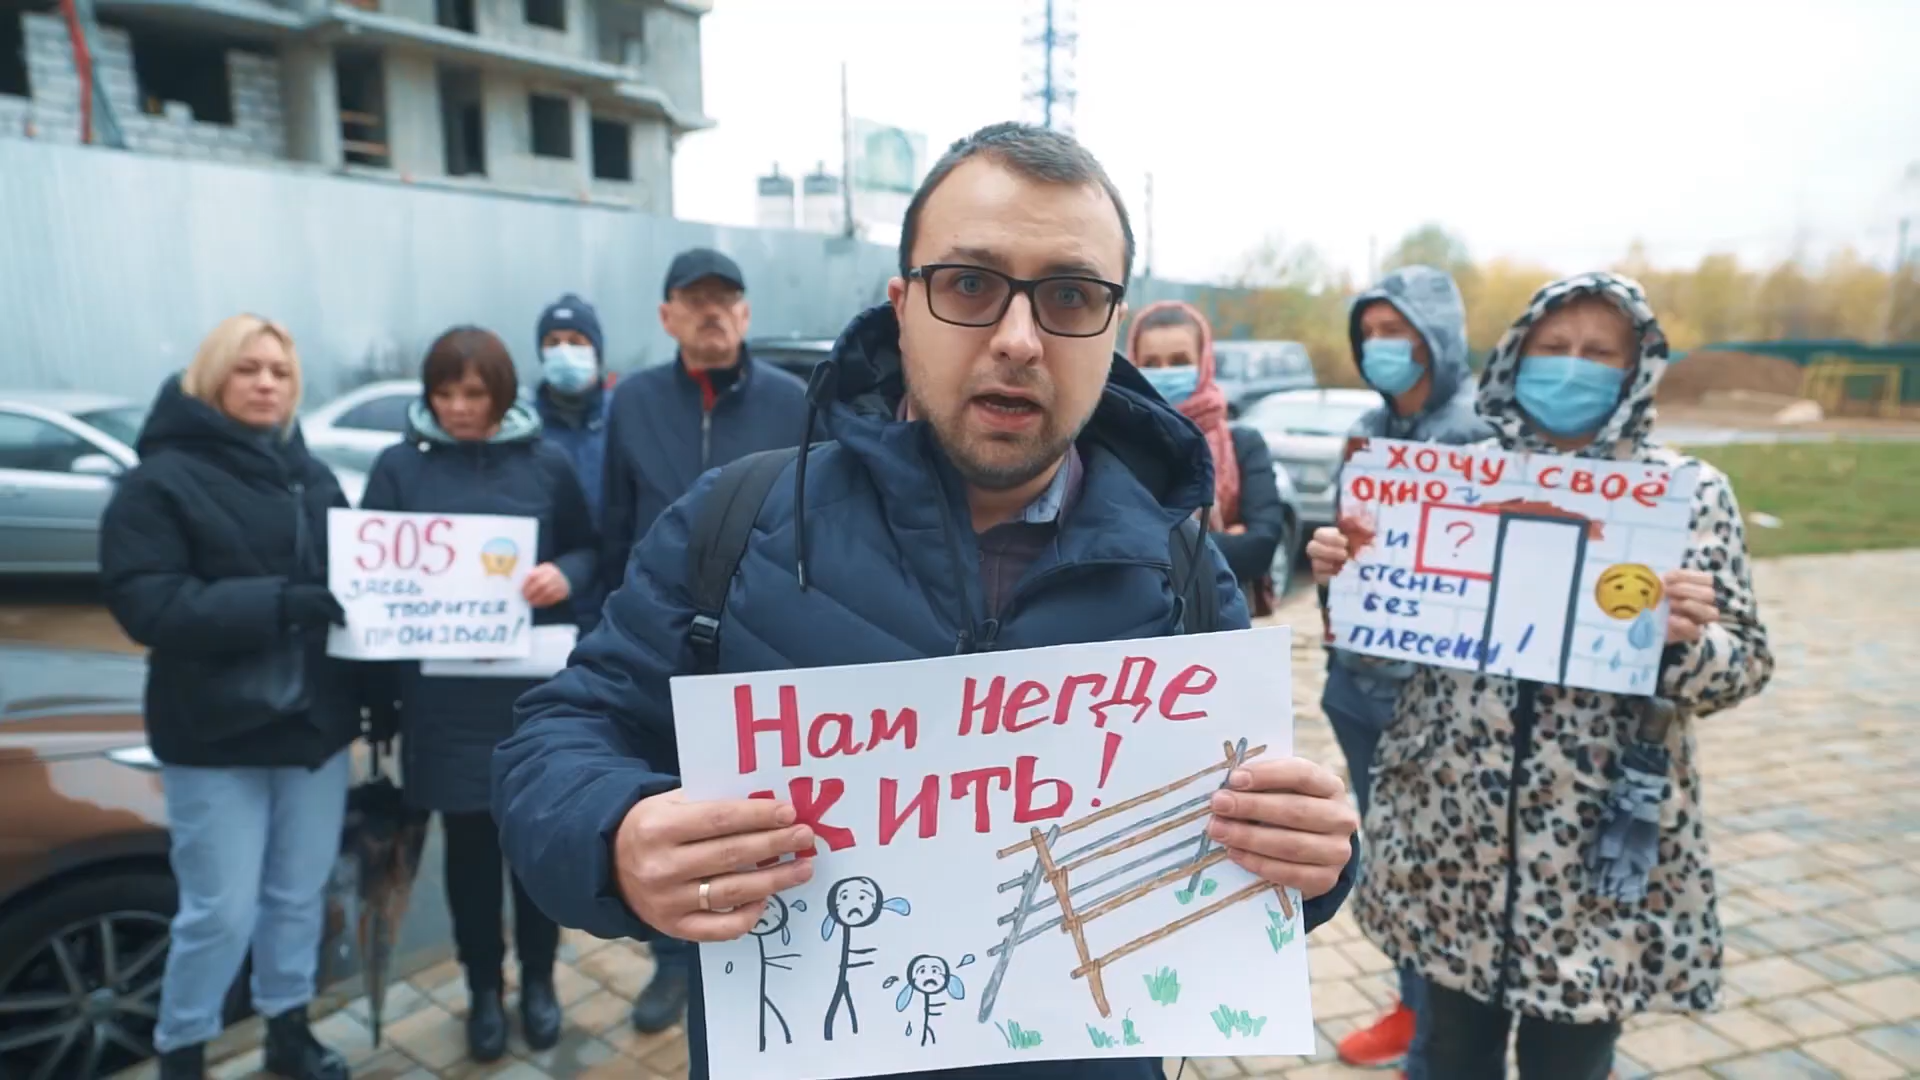 SOS
ЗДЕСЬ
ТВОРИТСЯ
ПРОИЗВОЛ!
Нам негде
жить!
ХОЧУ СВОЁ
ОКНО
?
И
СТЕНЫ
БЕЗ
ПЛЕСЕНИ!